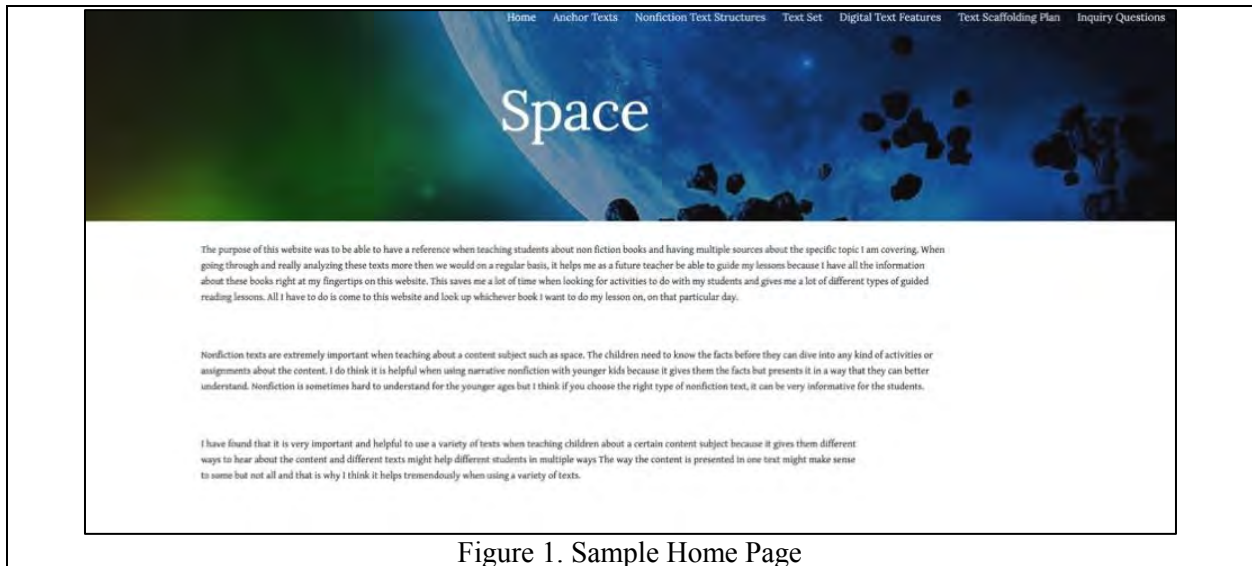 Home Anchor Texts Nonfiction Text Structures Text Set Digital Text Features Text Scaffolding Plan Inquiry Questions
Space
The purpose of this website was to be able to have a reference when teaching students about non fiction books and having multiple sources about the specific topic I am covering. When
going through and really analyzing these texts more then we would on a regular basis, it helps me as a future teacher be able to guide my lessons because I have all the information
about these books right at my fingertips on this website. This saves me a lot of time when looking for activities to do with my students and gives me a lot of different types of guided
reading lessons. All I have to do is come to this website and look up whichever book I want to do my lesson on, on that particular day.
Nonfiction texts are extremely important when teaching about a content subject such as space. The children need to know the facts before they can dive into any kind of activities or
assignments about the content. I do think it is helpful when using narrative nonfiction with younger kids because it gives them the facts but presents it in a way that they can better
understand. Nonfiction is sometimes hard to understand for the younger ages but I think if you choose the right type of nonfiction text, it can be very informative for the students.
I have found that it is very important and helpful to use a variety of texts when teaching children about a certain content subject because it gives them different
ways to hear about the content and different texts might help different students in multiple ways The way the content is presented in one text might make sense
to some but not all and that is why I think it helps tremendously when using a variety of texts.
Figure 1. Sample Home Page